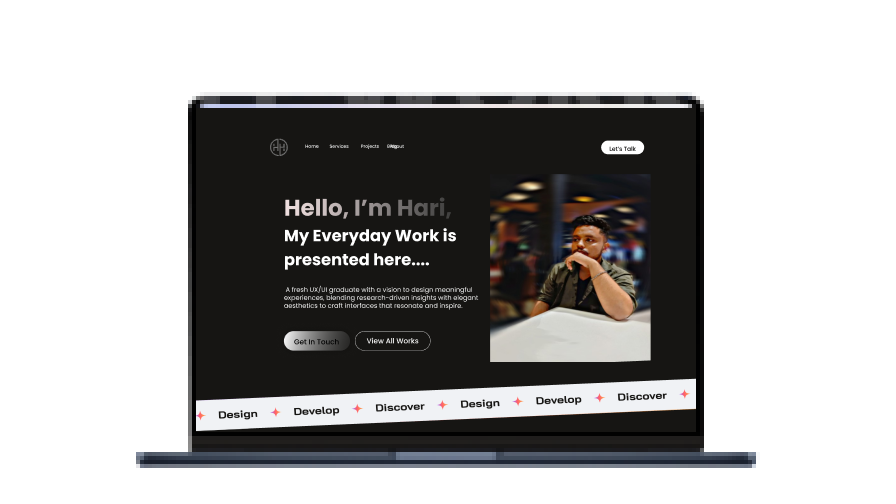 HH
Home Services Projects Blog About Let's Talk
Hello, I'm Hari,
My Everyday Work is
presented here....
A fresh UX/UI graduate with a vision to design meaningful
experiences, blending research-driven insights with elegant
aesthetics to craft interfaces that resonate and inspire.
Get In Touch View All Works
Design Develop Discover Design Develop Discover